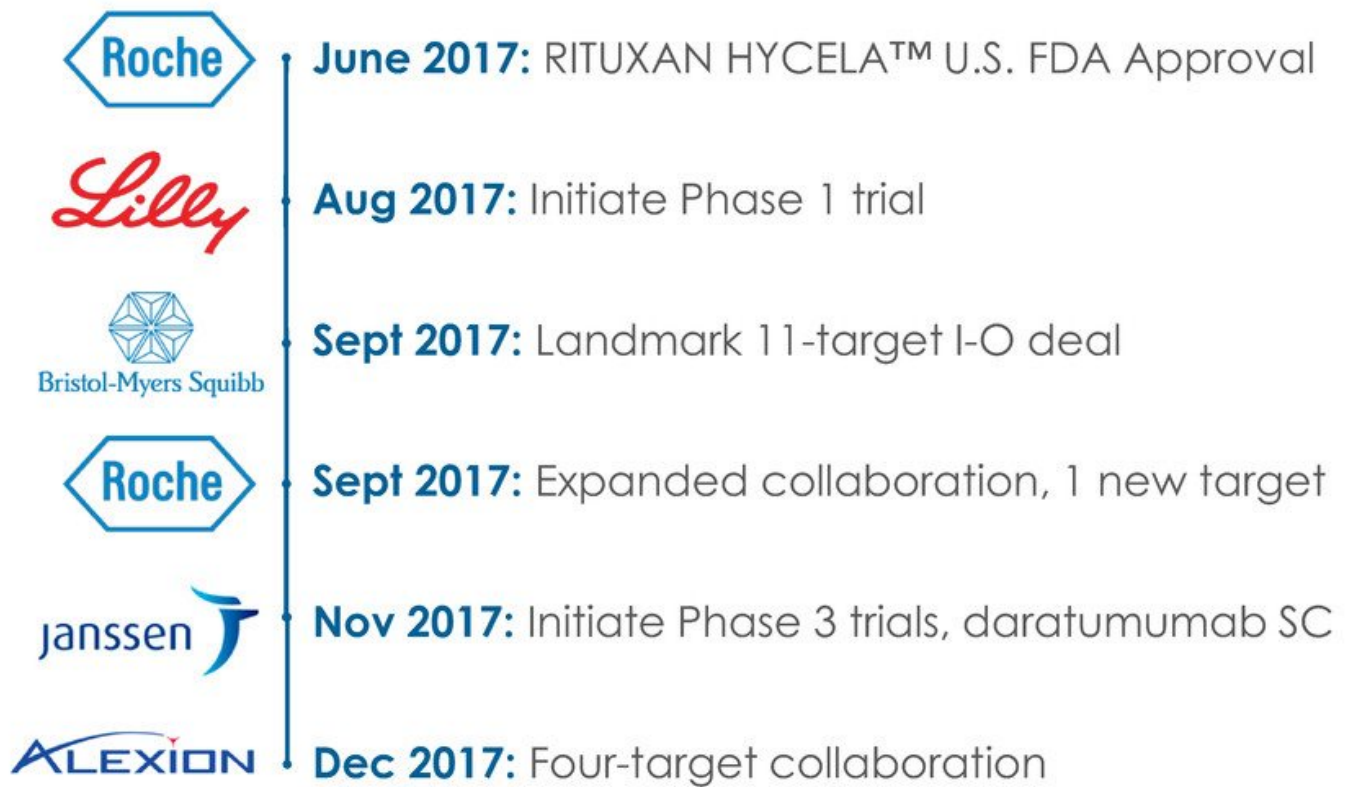 Roche
June 2017: RITUXAN HYCELA™ U.S. FDA Approval
Lilly
Aug 2017: Initiate Phase 1 trial
Bristol-Myers Squibb
Sept 2017: Landmark 11-target I-O deal
Roche
Sept 2017: Expanded collaboration, 1 new target
janssen
Nov 2017: Initiate Phase 3 trials, daratumumab SC
ALEXION
Dec 2017: Four-target collaboration